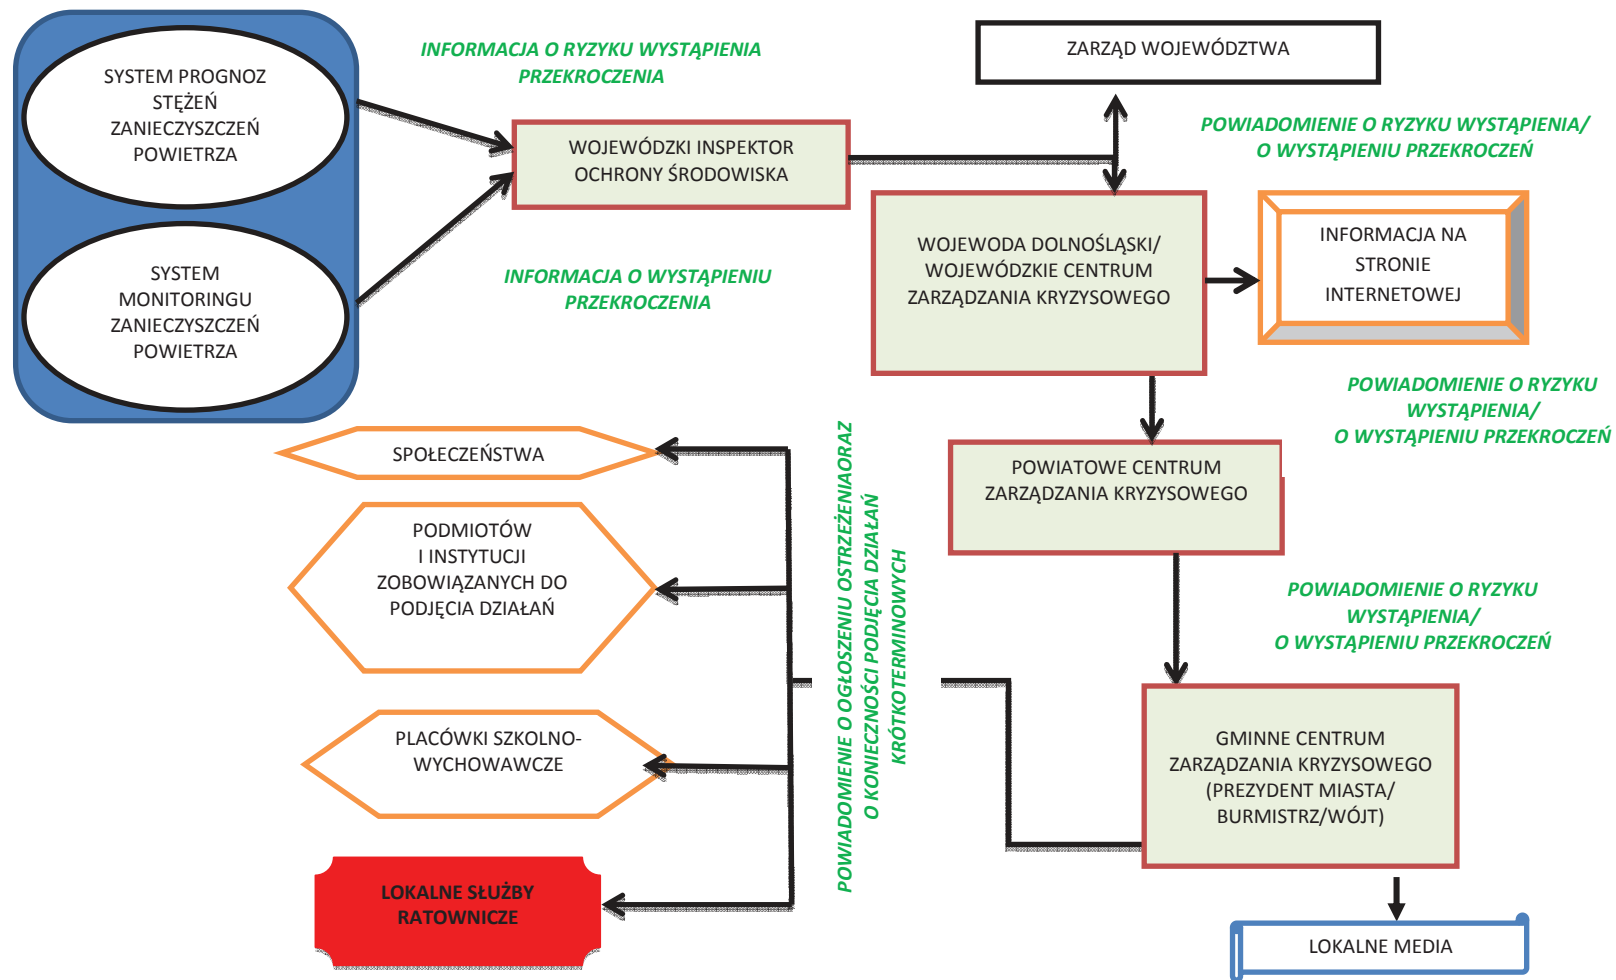 SYSTEM PROGNOZ
STĘŻEŃ
ZANIECZYSZCZEŃ
POWIETRZA
SYSTEM
MONITORINGU
ZANIECZYSZCZEŃ
POWIETRZA
INFORMACJA O RYZYKU WYSTĄPIENIA
PRZEKROCZENIA
INFORMACJA O WYSTĄPIENIU
PRZEKROCZENIA
WOJEWÓDZKI INSPEKTOR
OCHRONY ŚRODOWISKA
ZARZĄD WOJEWÓDZTWA
POWIADOMIENIE O RYZYKU WYSTĄPIENIA/
O WYSTĄPIENIU PRZEKROCZEŃ
WOJEWODA DOLNOŚLĄSKI/
WOJEWÓDZKIE CENTRUM
ZARZĄDZANIA KRYZYSOWEGO
INFORMACJA NA
STRONIE
INTERNETOWEJ
POWIADOMIENIE O RYZYKU
WYSTĄPIENIA/
O WYSTĄPIENIU PRZEKROCZEŃ
POWIATOWE CENTRUM
ZARZĄDZANIA KRYZYSOWEGO
POWIADOMIENIE O RYZYKU
WYSTĄPIENIA/
O WYSTĄPIENIU PRZEKROCZEŃ
GMINNE CENTRUM
ZARZĄDZANIA KRYZYSOWEGO
(PREZYDENT MIASTA/
BURMISTRZ/WÓJT)
LOKALNE MEDIA
POWIADOMIENIE O OGŁOSZENIU OSTRZEŻENIAORAZ
O KONIECZNOŚCI PODJĘCIA DZIAŁAŃ
KRÓTKOTERMINOWYCH
SPOŁECZEŃSTWA
PODMIOTÓW
I INSTYTUCJI
ZOBOWIĄZANYCH DO
PODJĘCIA DZIAŁAŃ
PLACÓWKI SZKOLNO-
WYCHOWAWCZE
LOKALNE SŁUŻBY
RATOWNICZE